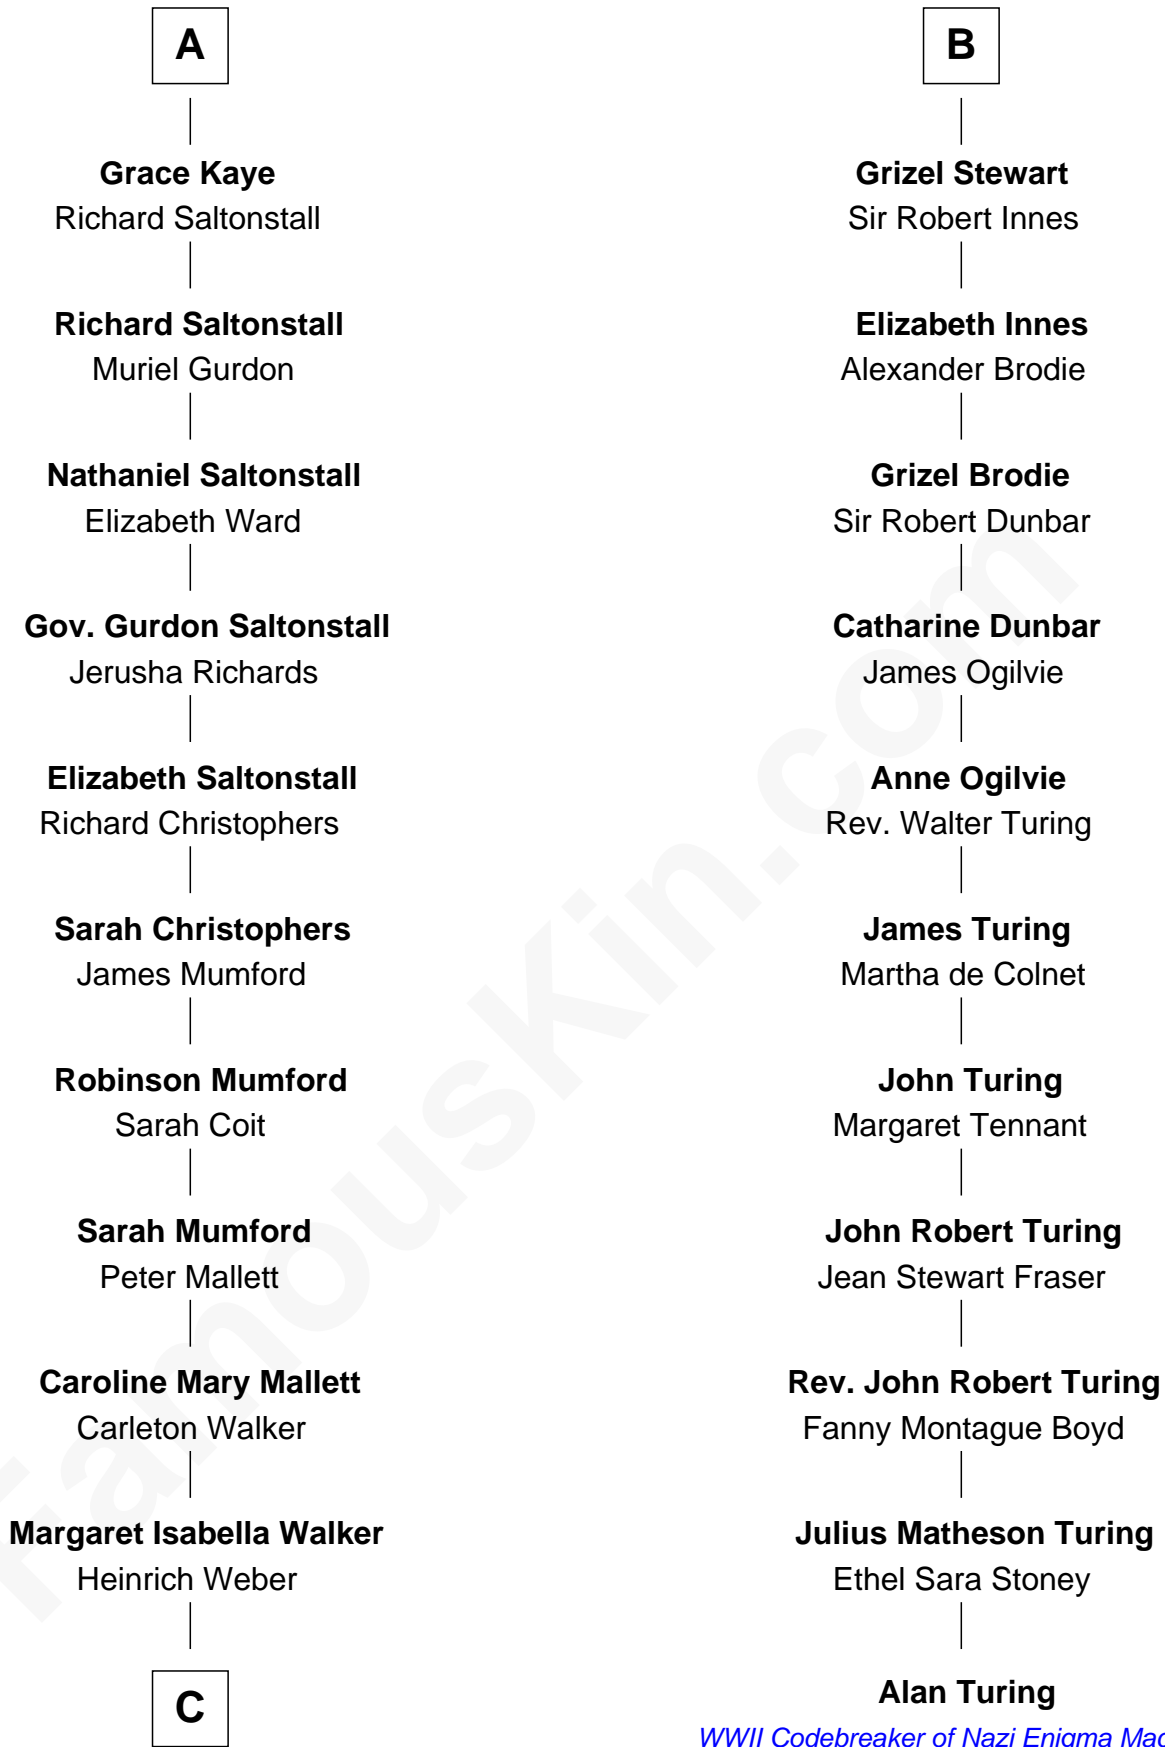 A
Grace Kaye
Richard Saltonstall
Richard Saltonstall
Muriel Gurdon
Nathaniel Saltonstall
Elizabeth Ward
Gov. Gurdon Saltonstall
Jerusha Richards
Elizabeth Saltonstall
Richard Christophers
Sarah Christophers
James Mumford
Robinson Mumford
Sarah Coit
Sarah Mumford
Peter Mallett
Caroline Mary Mallett
Carleton Walker
Margaret Isabella Walker
Heinrich Weber
C
B
Grizel Stewart
Sir Robert Innes
Elizabeth Innes
Alexander Brodie
Grizel Brodie
Sir Robert Dunbar
Catharine Dunbar
James Ogilvie
Anne Ogilvie
Rev. Walter Turing
James Turing
Martha de Colnet
John Turing
Margaret Tennant
John Robert Turing
Jean Stewart Fraser
Rev. John Robert Turing
Fanny Montague Boyd
Julius Matheson Turing
Ethel Sara Stoney
Alan Turing
WWII Codebreaker of Nazi Enigma
FamousKin.com